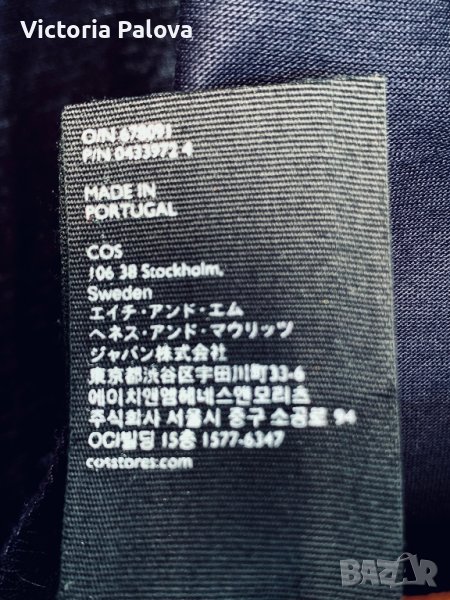 Victoria Palova
O/N 678093
P/N 0433972 4
MADE IN
PORTUGAL
COS
106 38 Stockholm,
Sweden
エイチ・アンド・エム
ヘネス・アンド・マウリッツ
ジャパン株式会社
東京都渋谷区宇田川町33-6
에이치앤엠헤네스앤모리츠
주식회사 서울시 중구 소공로 94
OCI빌딩 15층 1577-6347
cosstores.com
bazar